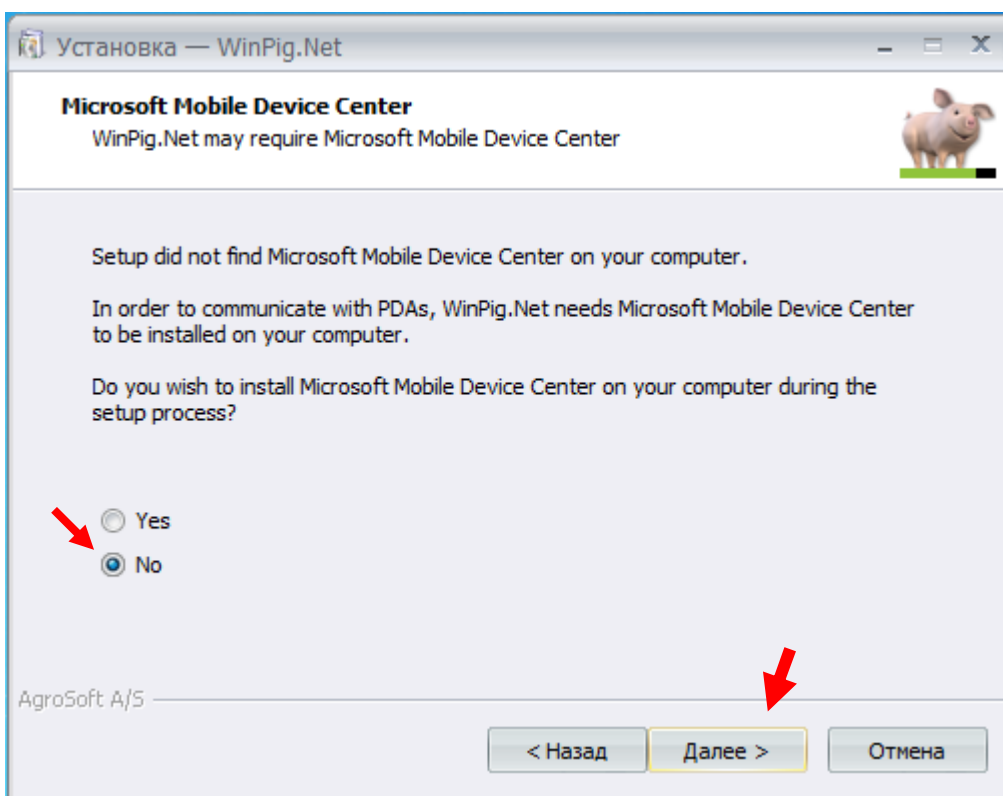 Установка — WinPig.Net
Microsoft Mobile Device Center
WinPig.Net may require Microsoft Mobile Device Center
Setup did not find Microsoft Mobile Device Center on your computer.
In order to communicate with PDAs, WinPig.Net needs Microsoft Mobile Device Center
to be installed on your computer.
Do you wish to install Microsoft Mobile Device Center on your computer during the
setup process?
Yes
No
AgroSoft A/S
< Назад Далее > Отмена